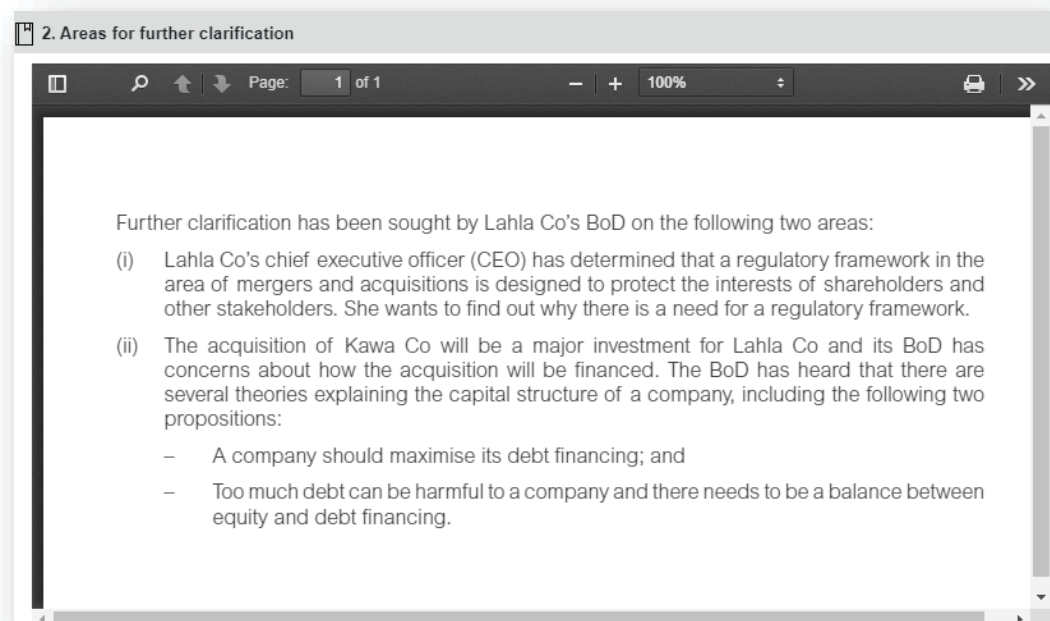 2. Areas for further clarification
Page: 1 of 1 100%
Further clarification has been sought by Lahla Co's BoD on the following two areas:
(i) Lahla Co's chief executive officer (CEO) has determined that a regulatory framework in the
area of mergers and acquisitions is designed to protect the interests of shareholders and
other stakeholders. She wants to find out why there is a need for a regulatory framework.
(ii) The acquisition of Kawa Co will be a major investment for Lahla Co and its BoD has
concerns about how the acquisition will be financed. The BoD has heard that there are
several theories explaining the capital structure of a company, including the following two
propositions:
– A company should maximise its debt financing; and
– Too much debt can be harmful to a company and there needs to be a balance between
equity and debt financing.